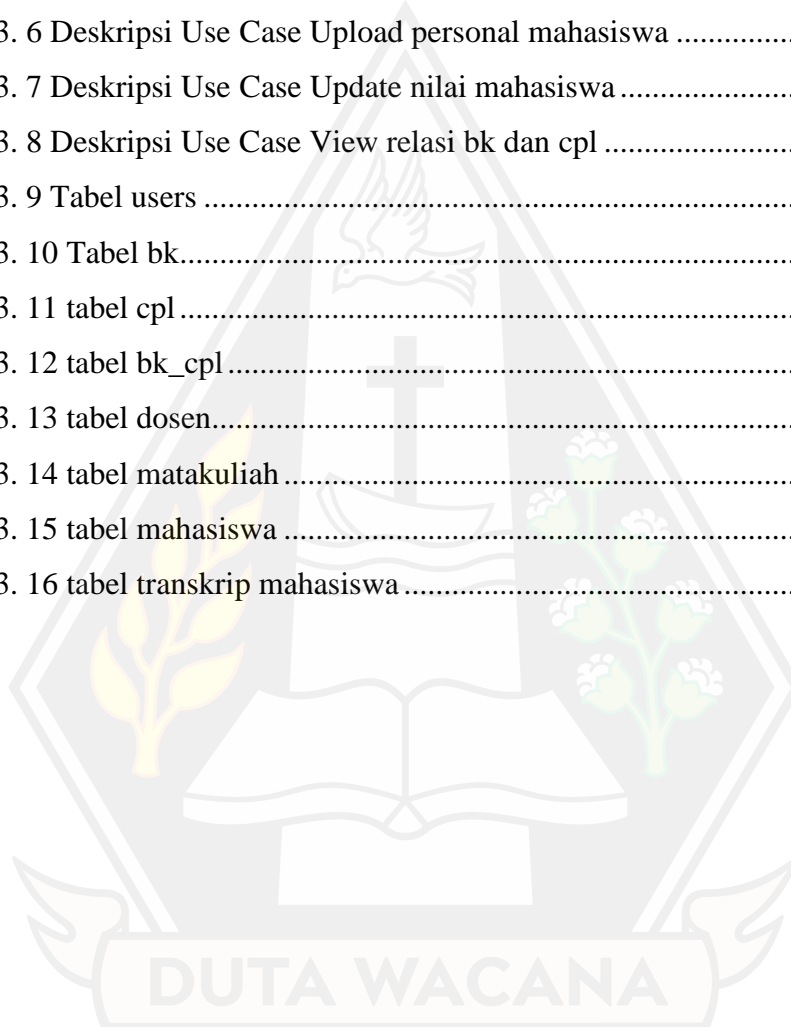 3. 6 Deskripsi Use Case Upload personal mahasiswa ..............
3. 7 Deskripsi Use Case Update nilai mahasiswa ....................
3. 8 Deskripsi Use Case View relasi bk dan cpl ......................
3. 9 Tabel users ........................................................................
3. 10 Tabel bk...........................................................................
3. 11 tabel cpl ...........................................................................
3. 12 tabel bk_cpl .....................................................................
3. 13 tabel dosen.......................................................................
3. 14 tabel matakuliah ..............................................................
3. 15 tabel mahasiswa ..............................................................
3. 16 tabel transkrip mahasiswa ...............................................
DUTA WACANA